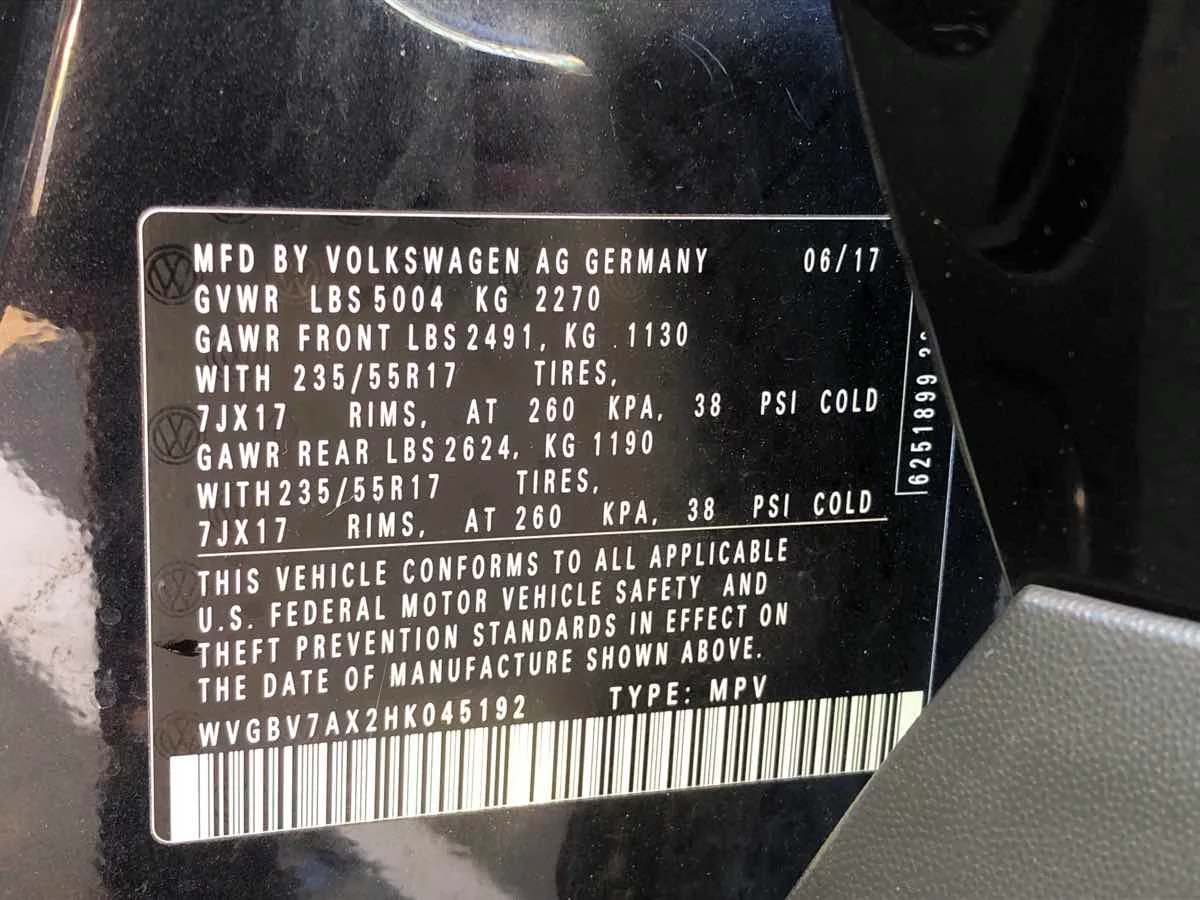 MFD BY VOLKSWAGEN AG GERMANY 06/17
GVWR LBS 5004 KG 2270
GAWR FRONT LBS 2491, KG .1130
WITH 235/55R17 TIRES,
7JX17 RIMS, AT 260 KPA, 38 PSI COLD
GAWR REAR LBS 2624, KG 1190
WITH 235/55R17 TIRES,
7JX17 RIMS, AT 260 KPA, 38 PSI COLD
THIS VEHICLE CONFORMS TO ALL APPLICABLE
U.S. FEDERAL MOTOR VEHICLE SAFETY AND
THEFT PREVENTION STANDARDS IN EFFECT ON
THE DATE OF MANUFACTURE SHOWN ABOVE.
WVGBV7AX2HK045192 TYPE: MPV
6251899